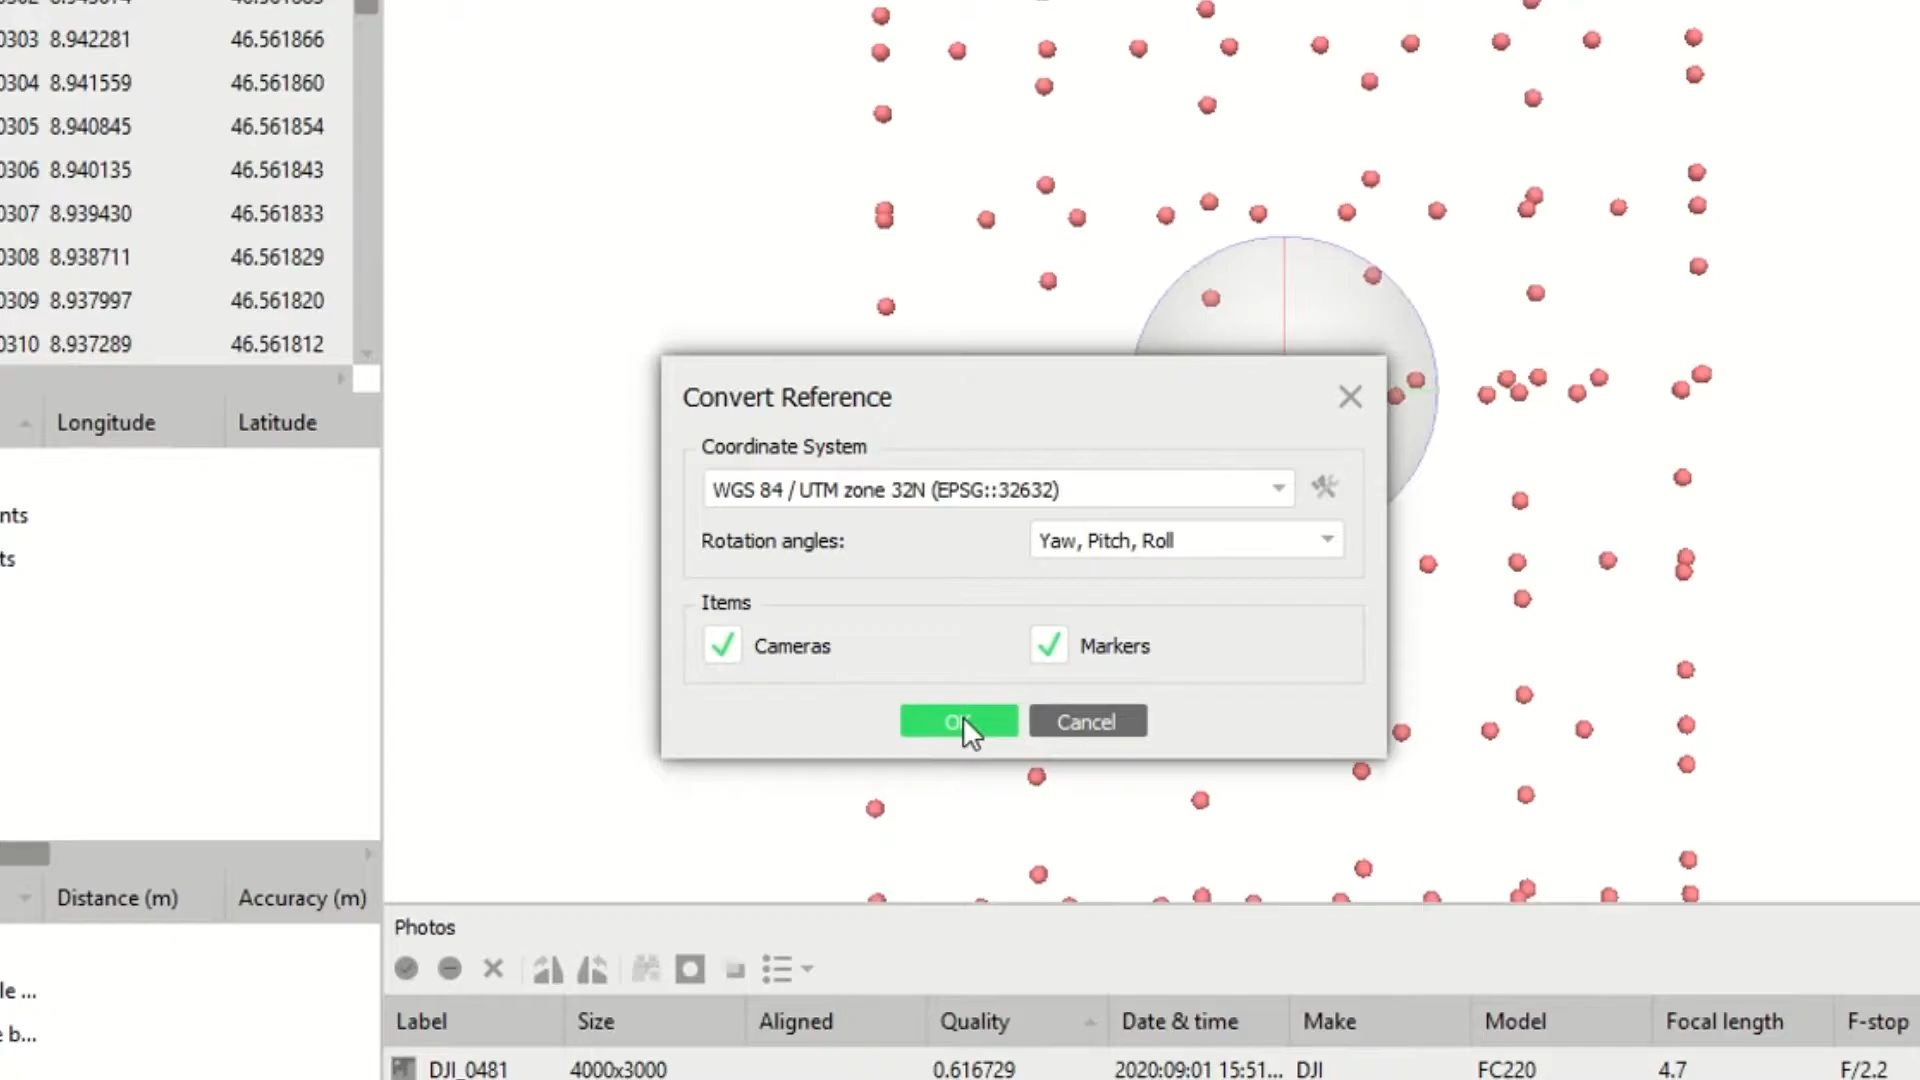 0303 8.942281 46.561866
0304 8.941559 46.561860
0305 8.940845 46.561854
0306 8.940135 46.561843
0307 8.939430 46.561833
0308 8.938711 46.561829
0309 8.937997 46.561820
0310 8.937289 46.561812
Longitude Latitude
nts
ts
Distance (m) Accuracy (m)
le ...
e b...
Convert Reference
Coordinate System
WGS 84 / UTM zone 32N (EPSG::32632)
Rotation angles: Yaw, Pitch, Roll
Items
Cameras Markers
OK Cancel
Photos
Label Size Aligned Quality Date & time Make Model Focal length F-stop
DJI_0481 4000x3000 0.616729 2020:09:01 15:51... DJI FC220 4.7 F/2.2